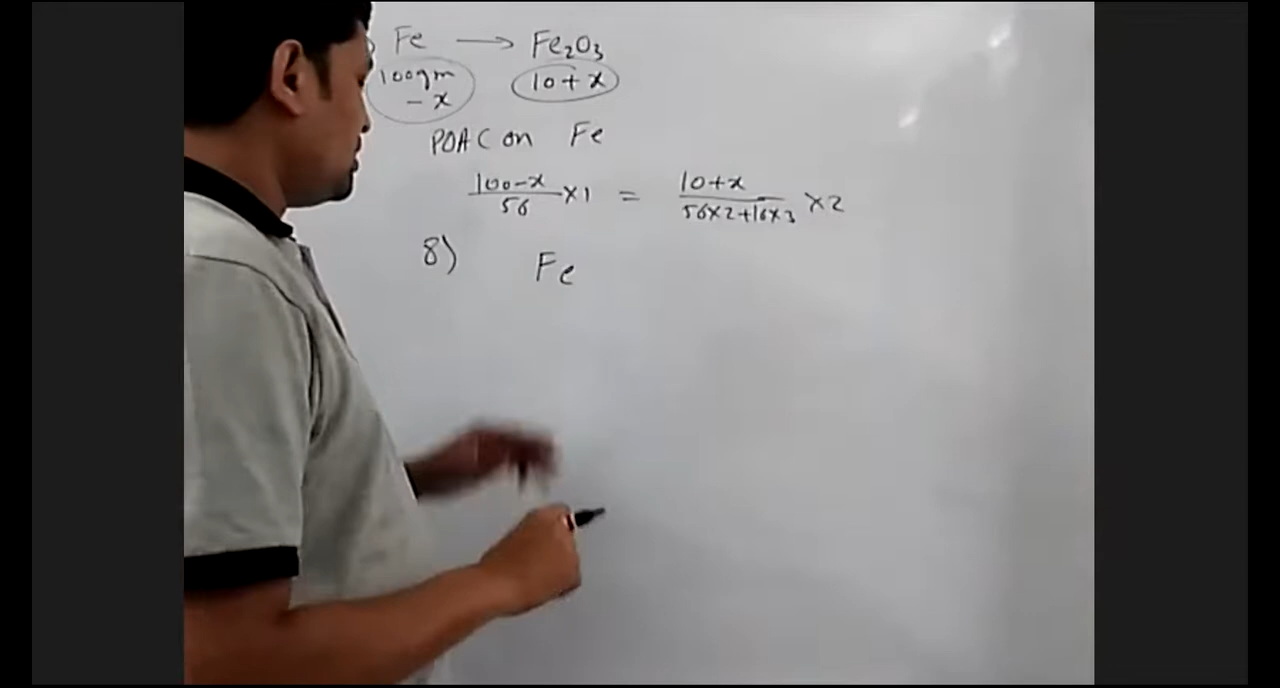 Fe → Fe₂O₃
100gm - x 10 + x
POAC on Fe
100-x/56 ×1 = 10+x/56×2+16×3 ×2
8) Fe